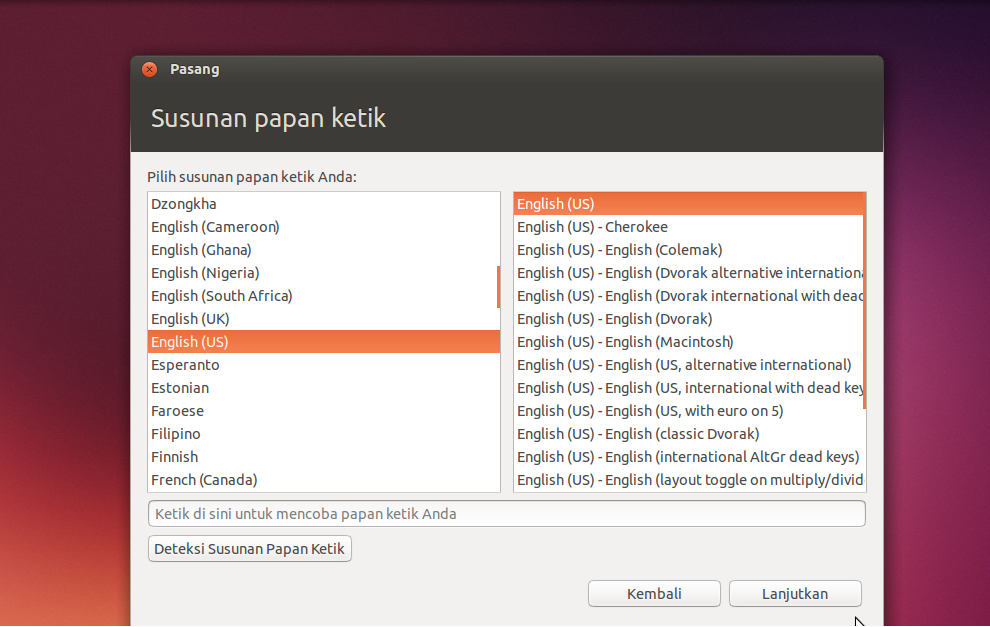 Pasang
Susunan papan ketik
Pilih susunan papan ketik Anda:
Dzongkha
English (Cameroon)
English (Ghana)
English (Nigeria)
English (South Africa)
English (UK)
English (US)
Esperanto
Estonian
Faroese
Filipino
Finnish
French (Canada)
English (US)
English (US) - Cherokee
English (US) - English (Colemak)
English (US) - English (Dvorak alternative internationa
English (US) - English (Dvorak international with dead
English (US) - English (Dvorak)
English (US) - English (Macintosh)
English (US) - English (US, alternative international)
English (US) - English (US, international with dead key
English (US) - English (US, with euro on 5)
English (US) - English (classic Dvorak)
English (US) - English (international AltGr dead keys)
English (US) - English (layout toggle on multiply/divid
Ketik di sini untuk mencoba papan ketik Anda
Deteksi Susunan Papan Ketik
Kembali
Lanjutkan